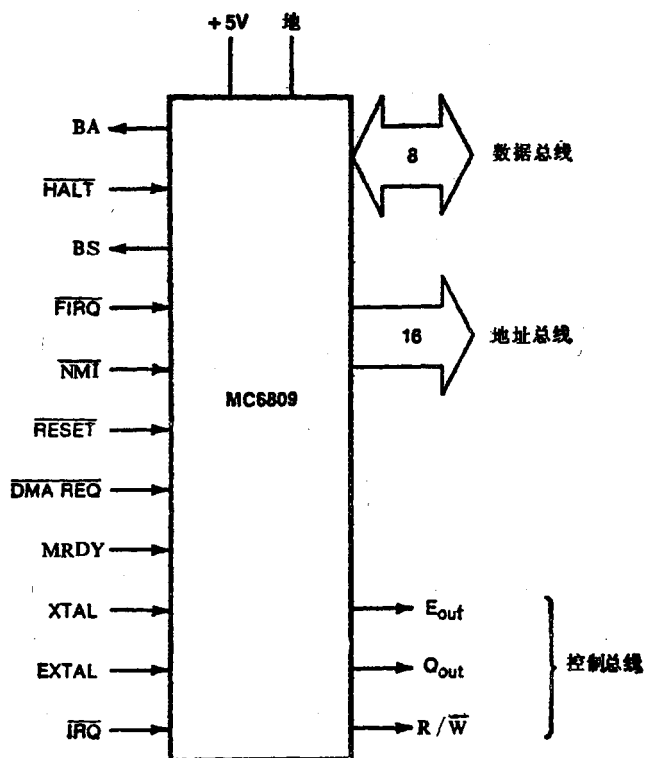 +5V 地
BA
8 数据总线
HALT
BS
FIRQ
16 地址总线
NMI
MC6809
RESET
DMA REQ
MRDY
XTAL
Eout
EXTAL
Qout
控制总线
IRQ
R/W